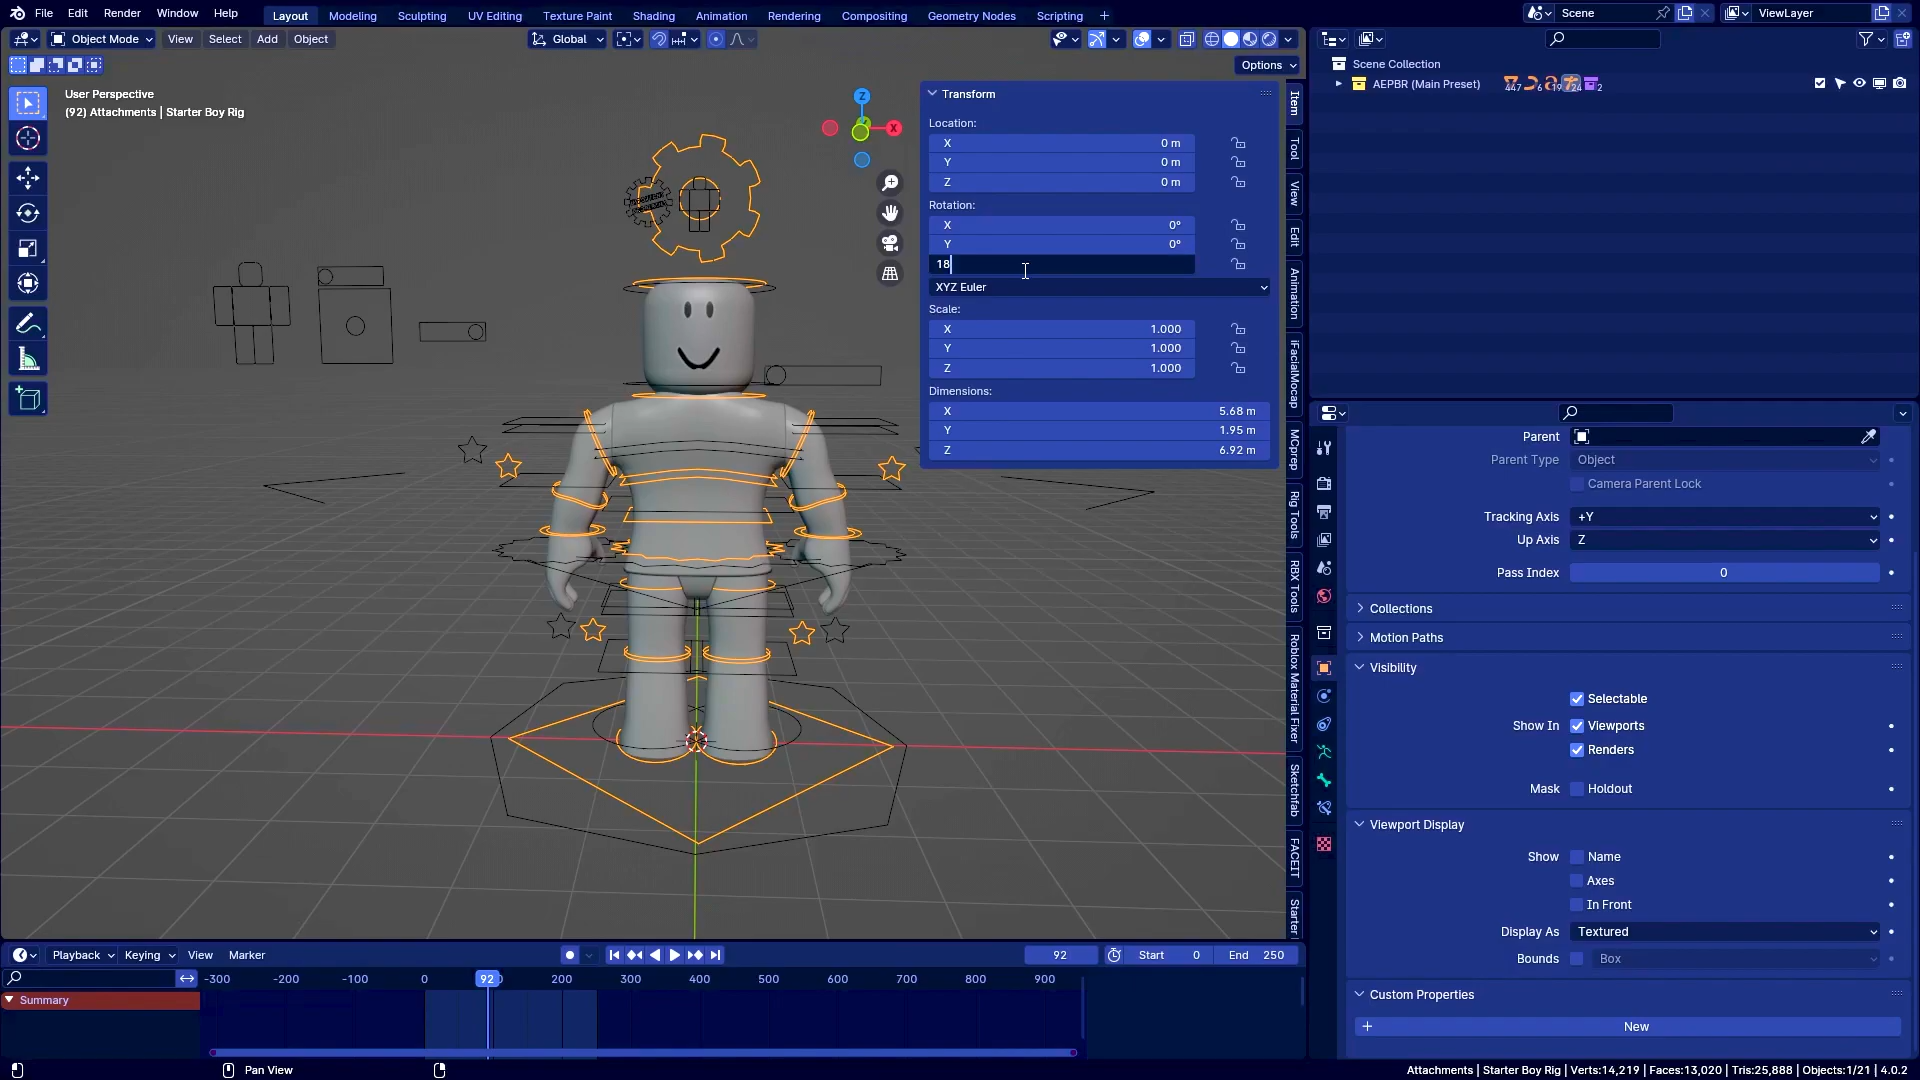 File Edit Render Window Help
Layout Modeling Sculpting UV Editing Texture Paint Shading Animation Rendering Compositing Geometry Nodes Scripting
Scene
ViewLayer
Object Mode View Select Add Object
Global
Options
User Perspective
(92) Attachments | Starter Boy Rig
Z
X
Transform
Location:
X 0 m
Y 0 m
Z 0 m
Rotation:
X 0°
Y 0°
18
XYZ Euler
Scale:
X 1.000
Y 1.000
Z 1.000
Dimensions:
X 5.68 m
Y 1.95 m
Z 6.92 m
Item
Tool
View
Edit
Animation
iFacialMocap
MCprep
Rig Tools
RBX Tools
Roblox Material Fixer
Sketchfab
FACEIT
Starter
Scene Collection
AEPBR (Main Preset) 447 6 19 24 2
Parent
Parent Type Object
Camera Parent Lock
Tracking Axis +Y
Up Axis Z
Pass Index 0
Collections
Motion Paths
Visibility
Selectable
Show In Viewports
Renders
Mask Holdout
Viewport Display
Show Name
Axes
In Front
Display As Textured
Bounds Box
Custom Properties
New
Playback Keying View Marker
92 Start 0 End 250
-300 -200 -100 0 92 200 300 400 500 600 700 800 900
Summary
Pan View
Attachments | Starter Boy Rig | Verts:14,219 | Faces:13,020 | Tris:25,888 | Objects:1/21 | 4.0.2